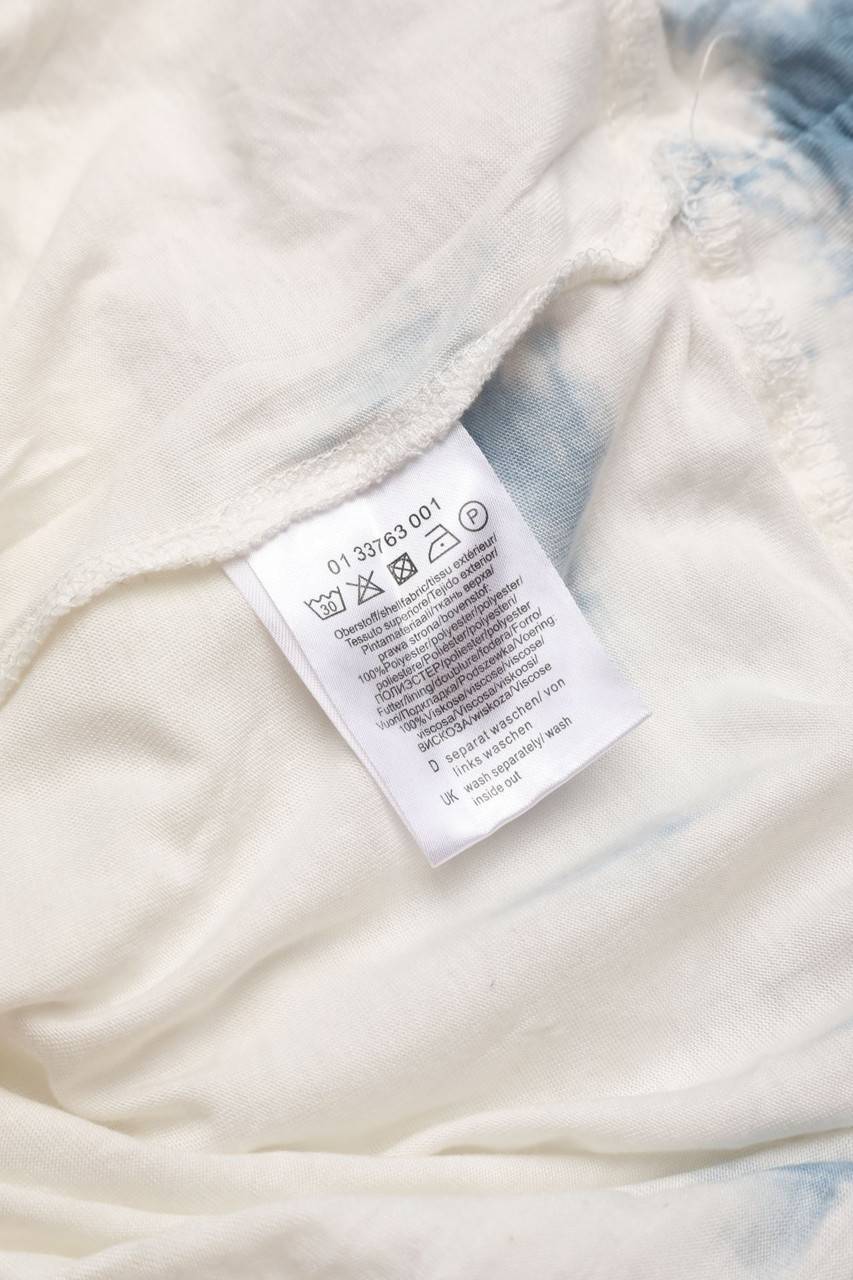 01 33763 001
30 P
Oberstoff/shellfabric/tissu extérieur/
Tessuto superiore/Tejido exterior/
Pintamateriaali/ткань верха/
prawa strona/bovenstof:
100%Polyester/polyester/polyester/
poliestere/Poliéster/polyesteri/
ПОЛИЭСТЕР/poliester/polyester
Futter/lining/doublure/fodera/Forro/
Vuori/Подкладка/Podszewka/Voering:
100%Viskose/viscose/viscose/
viscosa/Viscosa/viskoosi/
ВИСКОЗА/wiskoza/Viscose
D separat waschen/ von
links waschen
UK wash separately/ wash
inside out